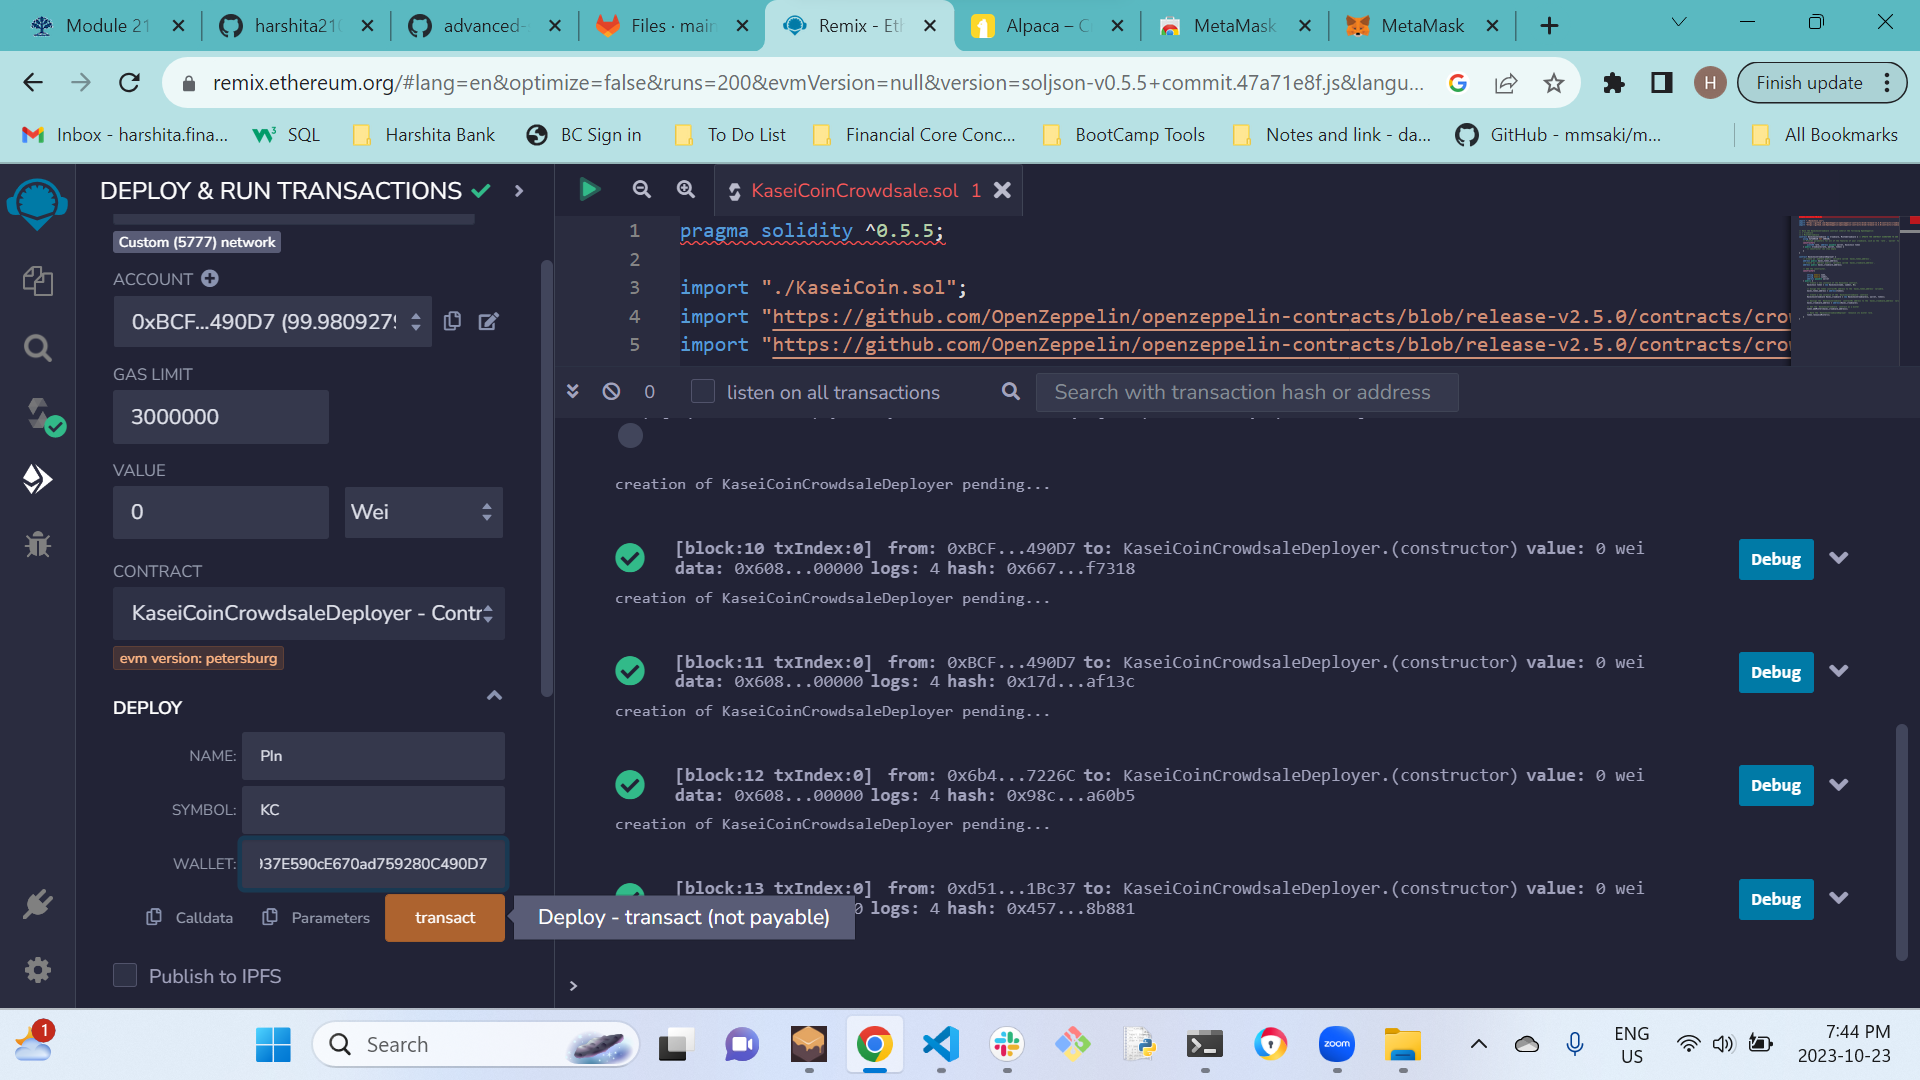 Module 21
harshita210
advanced-
Files · main
Remix - Eth
Alpaca – C
MetaMask
MetaMask
remix.ethereum.org/#lang=en&optimize=false&runs=200&evmVersion=null&version=soljson-v0.5.5+commit.47a71e8f.js&langu...
H
Finish update
Inbox - harshita.fina...
SQL
Harshita Bank
BC Sign in
To Do List
Financial Core Conc...
BootCamp Tools
Notes and link - da...
GitHub - mmsaki/m...
All Bookmarks
DEPLOY & RUN TRANSACTIONS
Custom (5777) network
ACCOUNT
0xBCF...490D7 (99.9809279
GAS LIMIT
3000000
VALUE
0
Wei
CONTRACT
KaseiCoinCrowdsaleDeployer - Contr
evm version: petersburg
DEPLOY
NAME:
PIn
SYMBOL:
KC
WALLET:
937E590cE670ad759280C490D7
Calldata
Parameters
transact
Deploy - transact (not payable)
Publish to IPFS
KaseiCoinCrowdsale.sol 1
1 pragma solidity ^0.5.5;
2
3 import "./KaseiCoin.sol";
4 import "https://github.com/OpenZeppelin/openzeppelin-contracts/blob/release-v2.5.0/contracts/crow
5 import "https://github.com/OpenZeppelin/openzeppelin-contracts/blob/release-v2.5.0/contracts/crow
0
listen on all transactions
Search with transaction hash or address
creation of KaseiCoinCrowdsaleDeployer pending...
[block:10 txIndex:0] from: 0xBCF...490D7 to: KaseiCoinCrowdsaleDeployer.(constructor) value: 0 wei
data: 0x608...00000 logs: 4 hash: 0x667...f7318
Debug
creation of KaseiCoinCrowdsaleDeployer pending...
[block:11 txIndex:0] from: 0xBCF...490D7 to: KaseiCoinCrowdsaleDeployer.(constructor) value: 0 wei
data: 0x608...00000 logs: 4 hash: 0x17d...af13c
Debug
creation of KaseiCoinCrowdsaleDeployer pending...
[block:12 txIndex:0] from: 0x6b4...7226C to: KaseiCoinCrowdsaleDeployer.(constructor) value: 0 wei
data: 0x608...00000 logs: 4 hash: 0x98c...a60b5
Debug
creation of KaseiCoinCrowdsaleDeployer pending...
[block:13 txIndex:0] from: 0xd51...1Bc37 to: KaseiCoinCrowdsaleDeployer.(constructor) value: 0 wei
0 logs: 4 hash: 0x457...8b881
Debug
>
1
Search
zoom
ENG
US
7:44 PM
2023-10-23